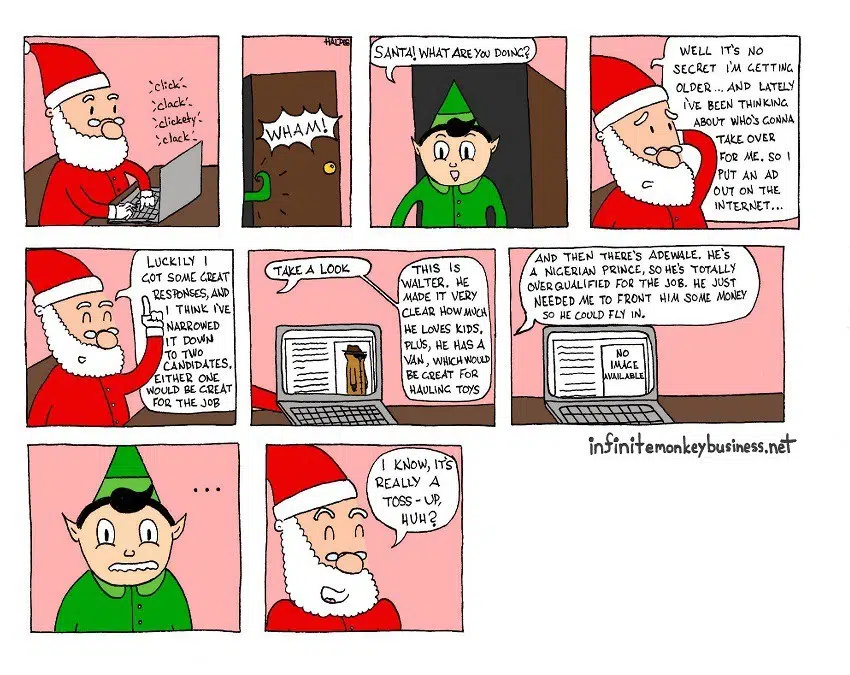 click
clack
clickety
clack
HALDIS
WHAM!
SANTA! WHAT ARE YOU DOING?
WELL IT'S NO
SECRET I'M GETTING
OLDER... AND LATELY
I'VE BEEN THINKING
ABOUT WHO'S GONNA
TAKE OVER
FOR ME. SO I
PUT AN AD
OUT ON THE
INTERNET...
LUCKILY I
GOT SOME GREAT
RESPONSES, AND
I THINK I'VE
NARROWED
IT DOWN
TO TWO
CANDIDATES.
EITHER ONE
WOULD BE GREAT
FOR THE JOB
TAKE A LOOK
THIS IS
WALTER. HE
MADE IT VERY
CLEAR HOW MUCH
HE LOVES KIDS.
PLUS, HE HAS A
VAN, WHICH WOULD
BE GREAT FOR
HAULING TOYS
AND THEN THERE'S ADEWALE. HE'S
A NIGERIAN PRINCE, SO HE'S TOTALLY
OVERQUALIFIED FOR THE JOB. HE JUST
NEEDED ME TO FRONT HIM SOME MONEY
SO HE COULD FLY IN.
NO
IMAGE
AVAILABLE
infinitemonkeybusiness.net
...
I KNOW, IT'S
REALLY A
TOSS-UP,
HUH?